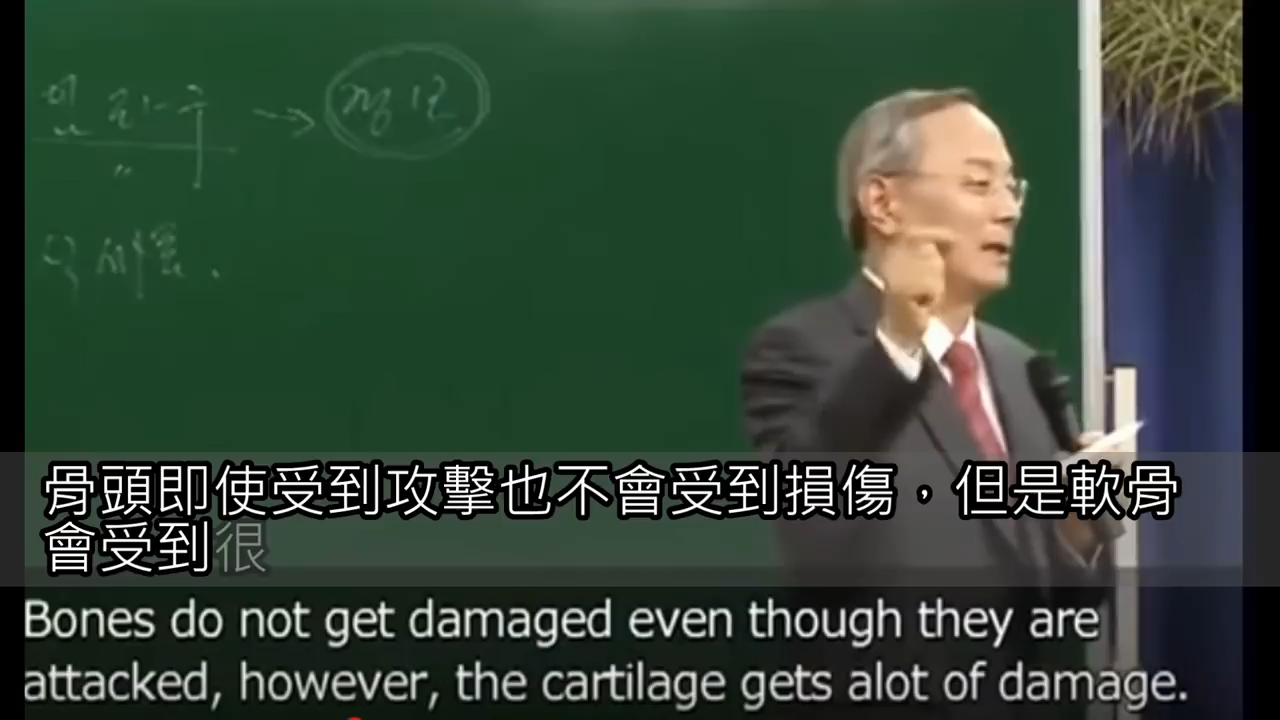 骨頭即使受到攻擊也不會受到損傷，但是軟骨
會受到很
Bones do not get damaged even though they are
attacked, however, the cartilage gets alot of damage.